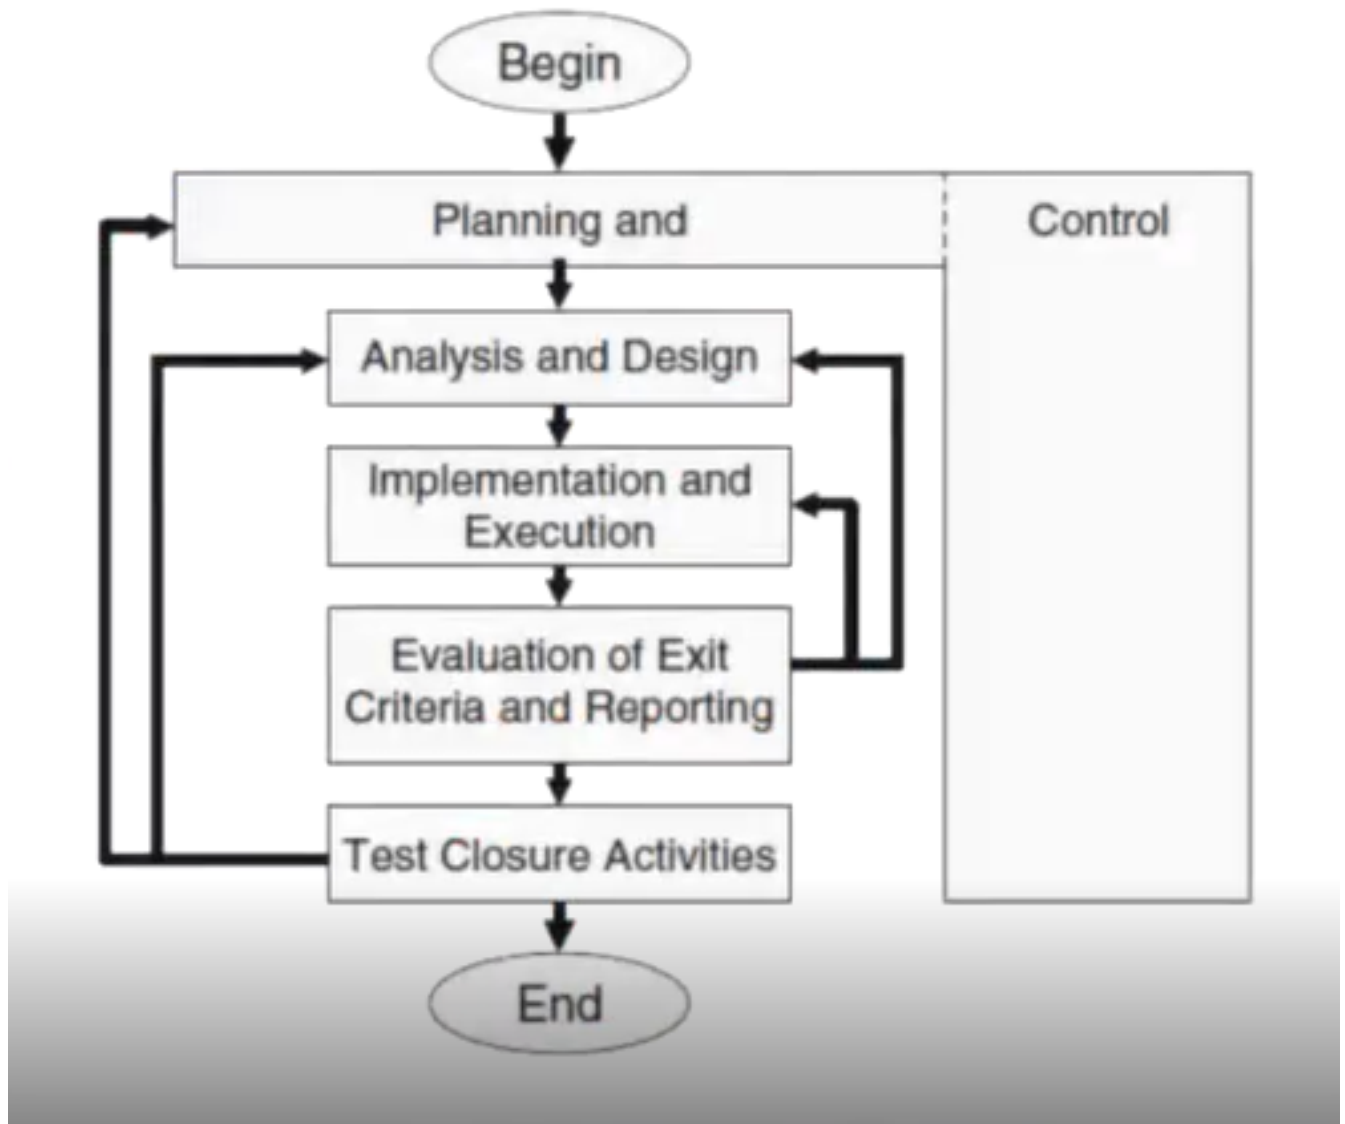 Begin
Planning and
Control
Analysis and Design
Implementation and
Execution
Evaluation of Exit
Criteria and Reporting
Test Closure Activities
End